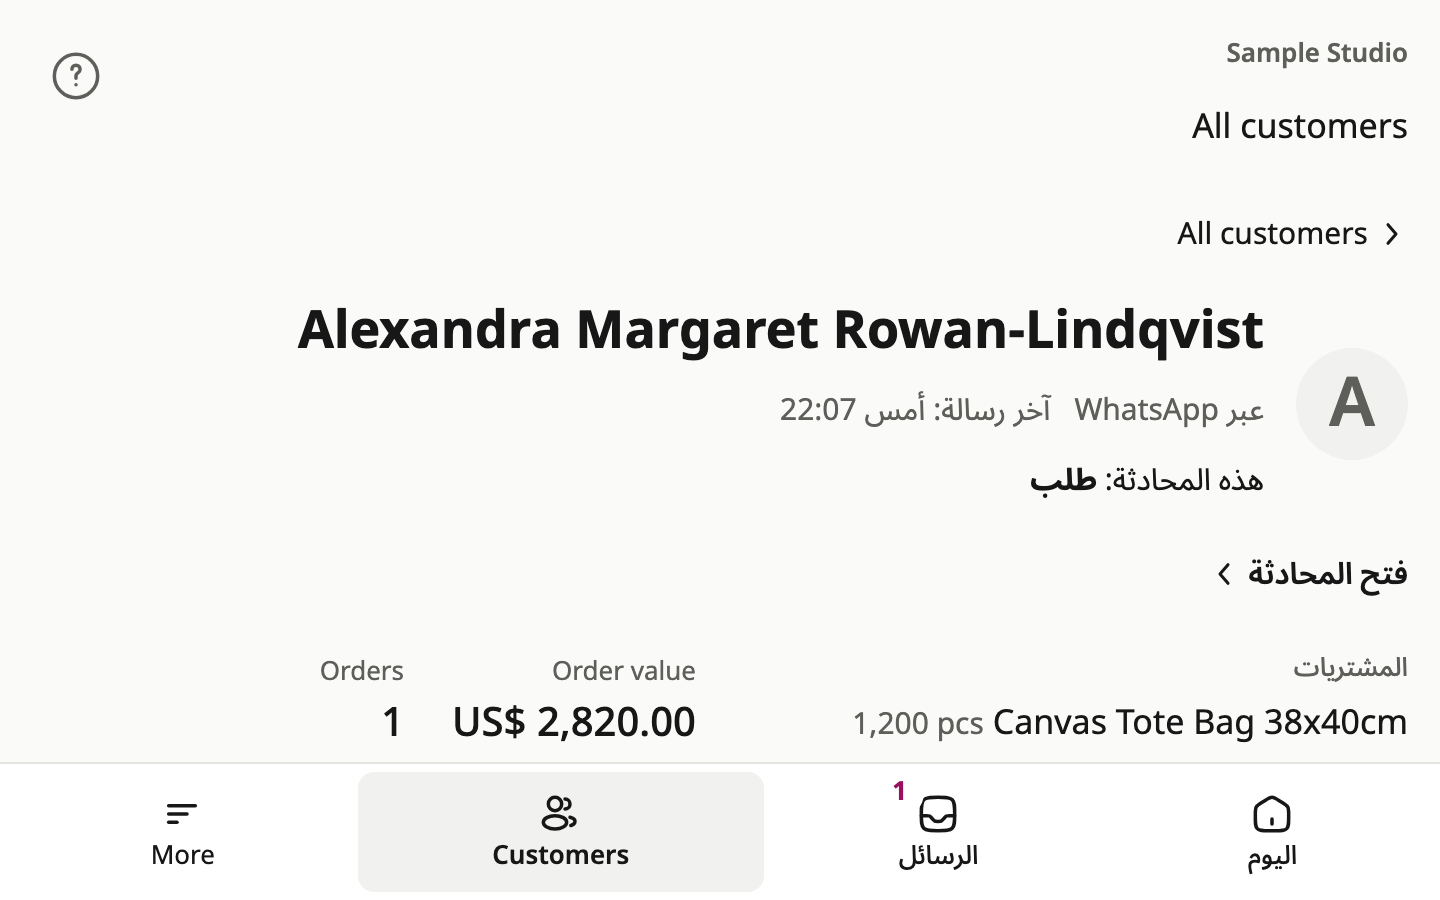 Sample Studio
?
All customers
All customers
Alexandra Margaret Rowan-Lindqvist
A
عبر WhatsApp آخر رسالة: أمس 22:07
هذه المحادثة: طلب
فتح المحادثة
المشتريات
Canvas Tote Bag 38x40cm 1,200 pcs
Order value
US$ 2,820.00
Orders
1
اليوم
الرسائل
1
Customers
More